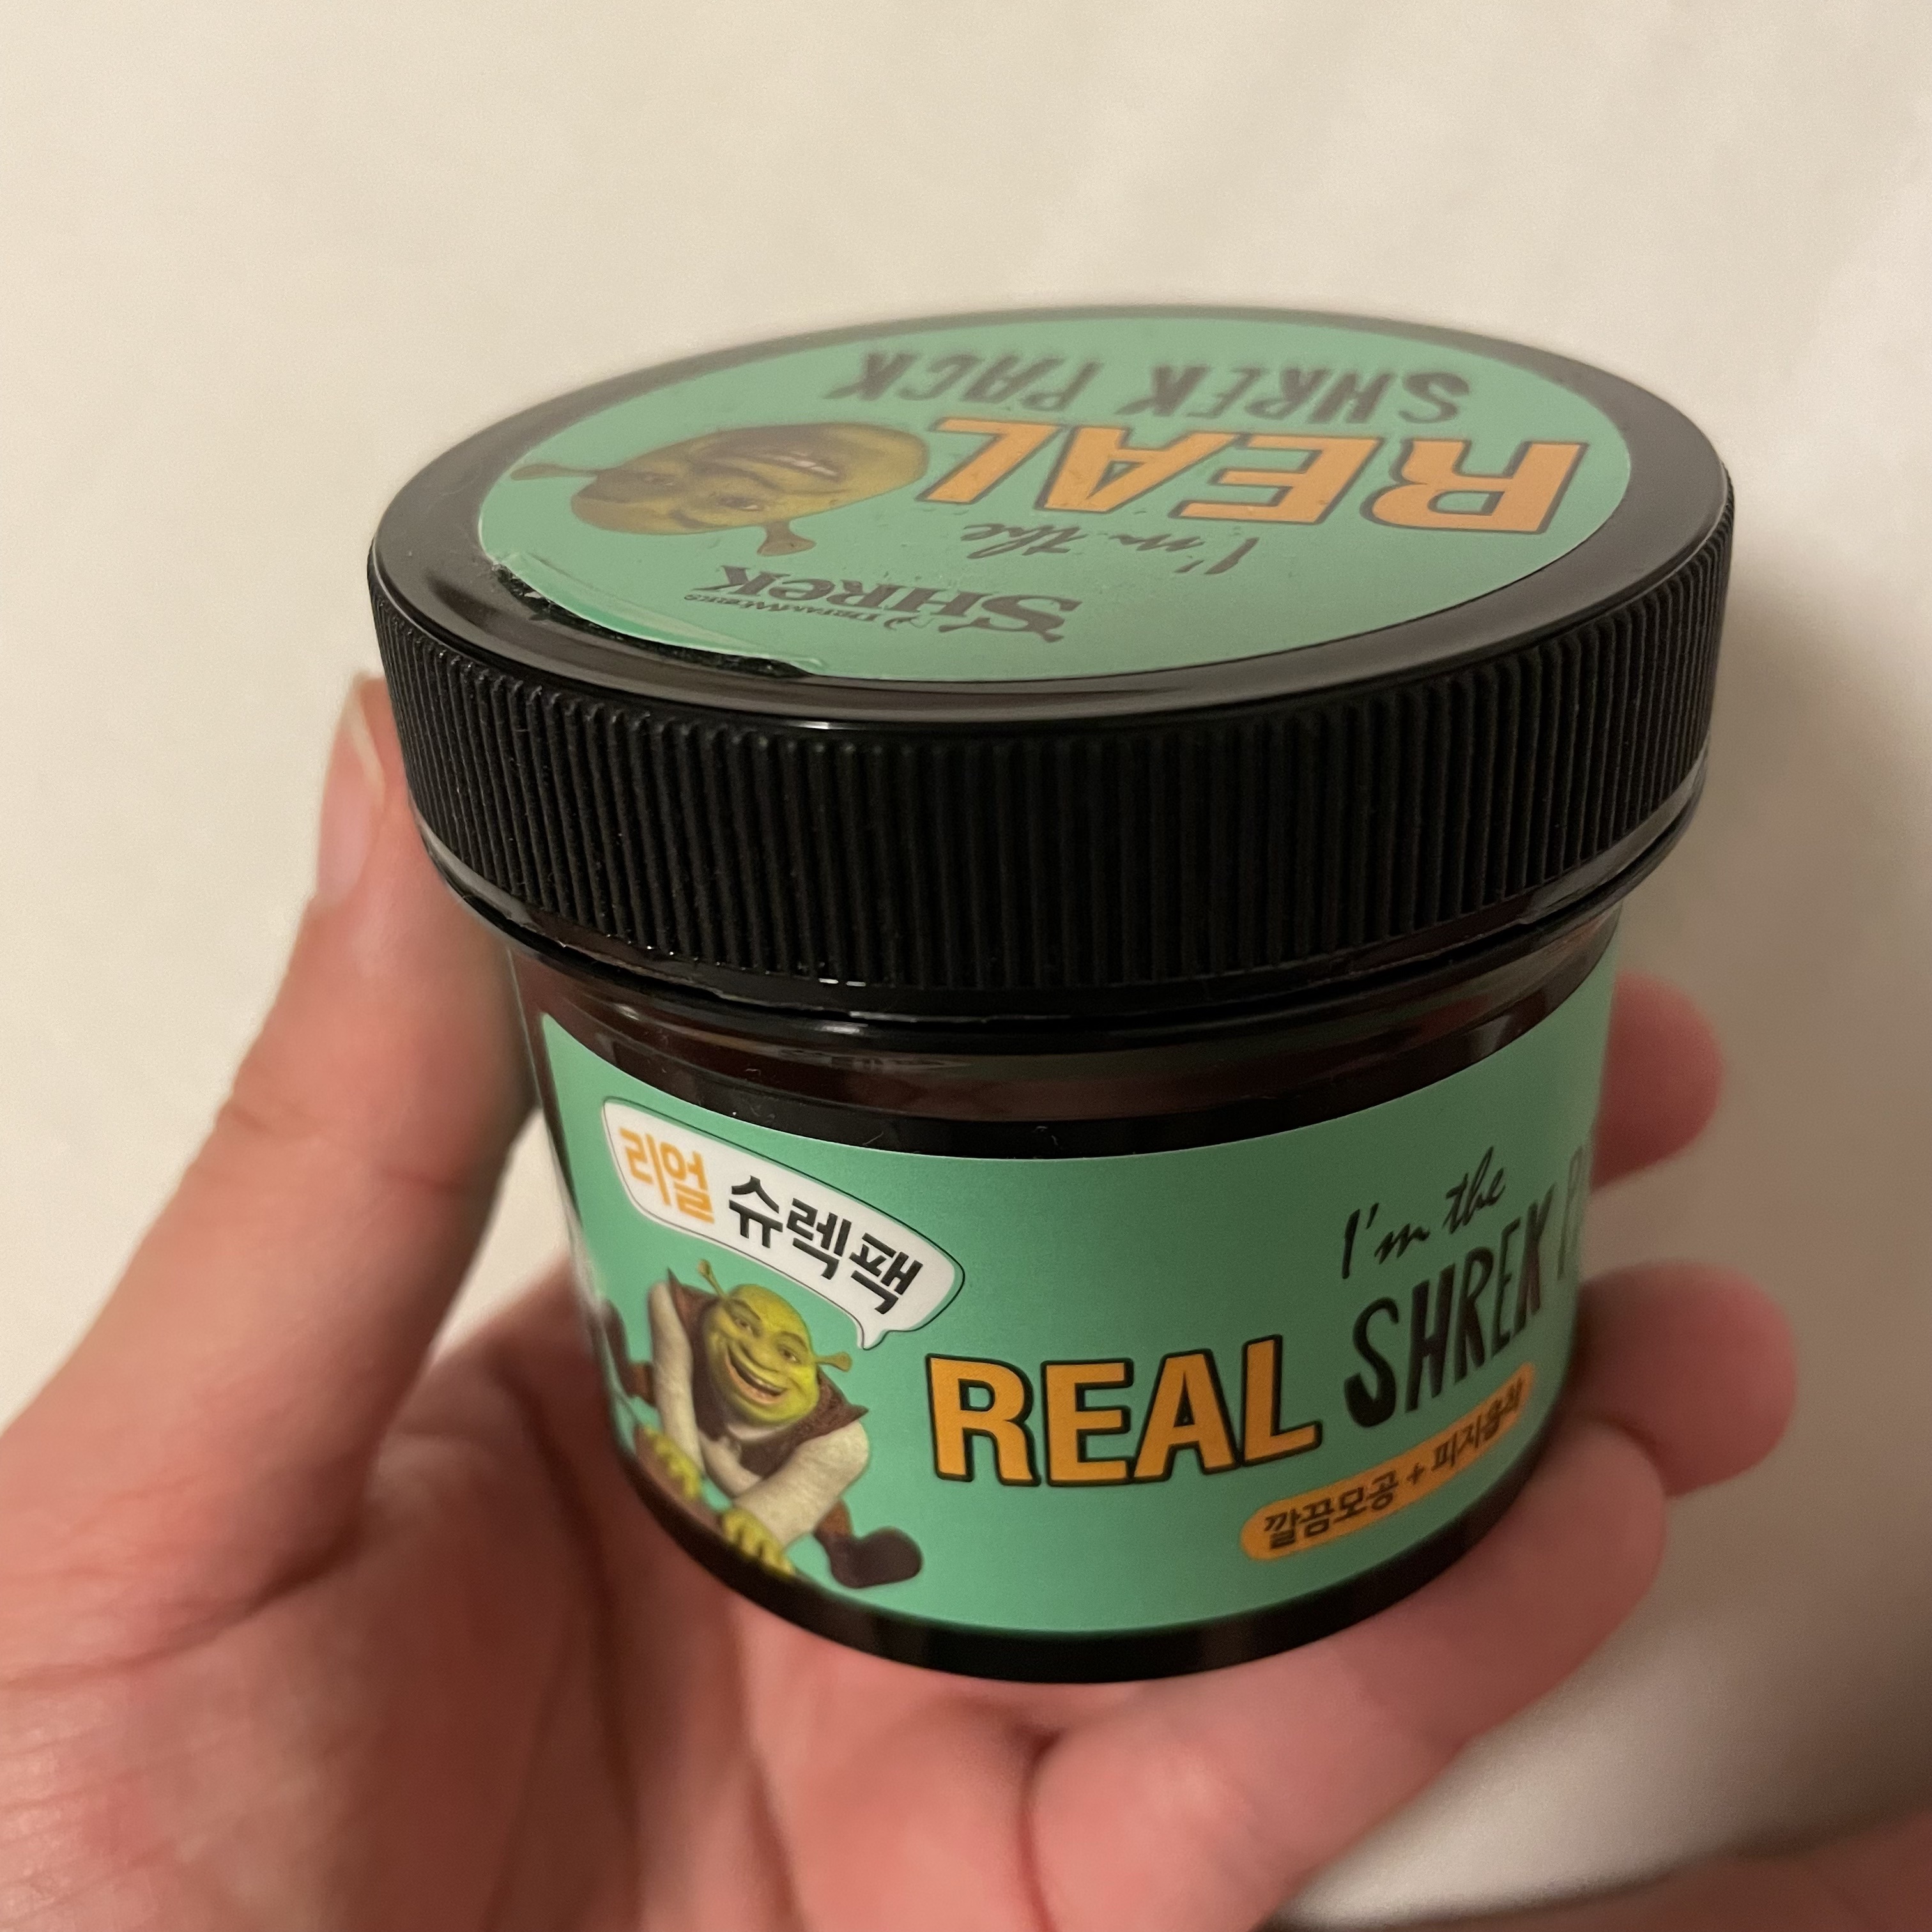 DreamWorks
SHREK
I'm the
REAL
SHREK PACK
리얼 슈렉팩
I'm the
REAL SHREK P
깔끔모공 + 피지흡착